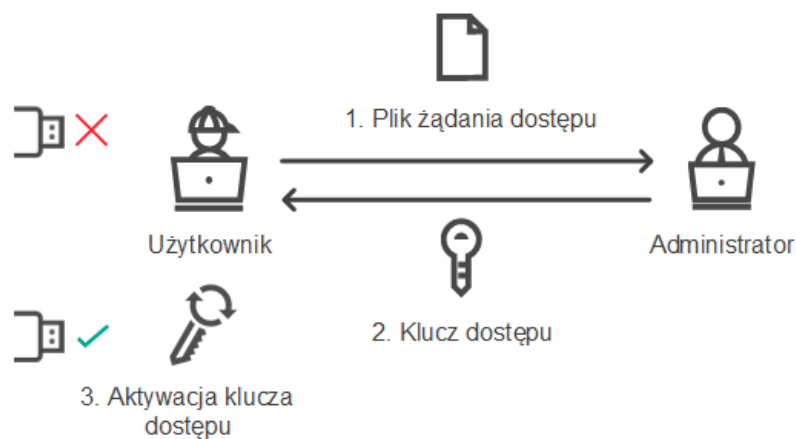 1. Plik żądania dostępu
Użytkownik
Administrator
2. Klucz dostępu
3. Aktywacja klucza
dostępu